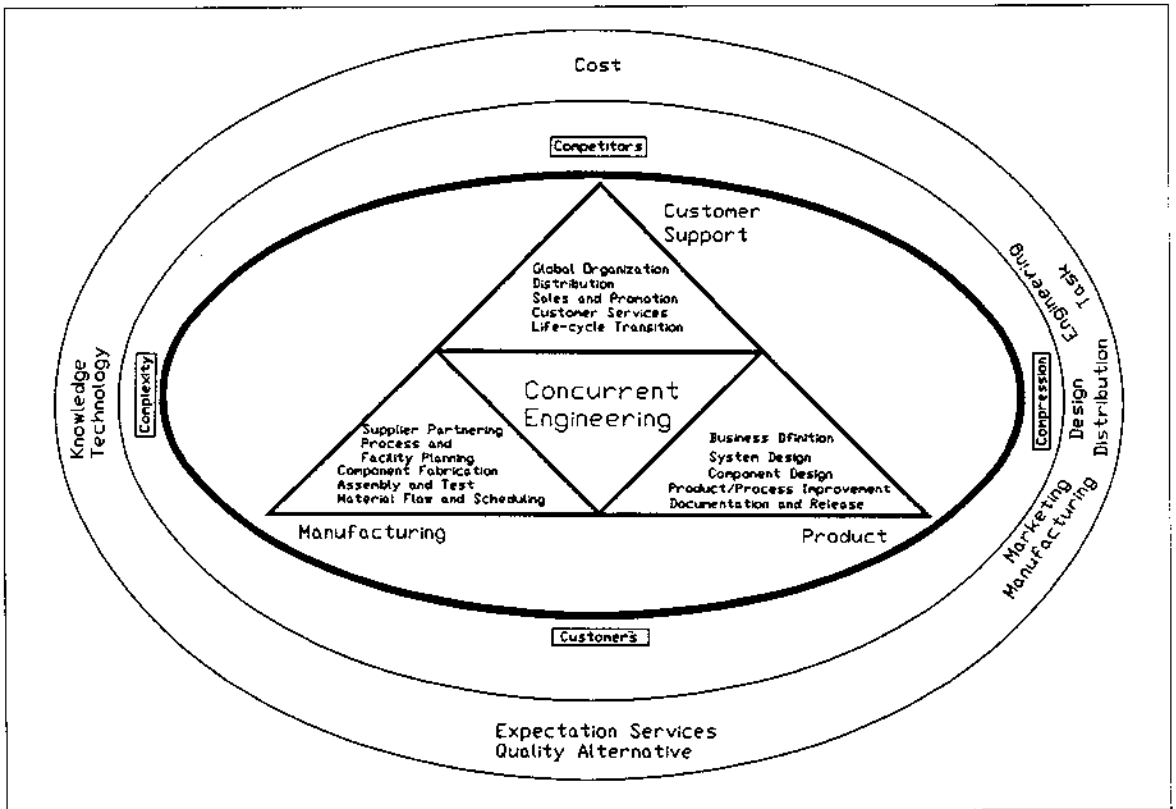 Cost
Competitors
Customer
Support
Global Organization
Distribution
Sales and Promotion
Customer Services
Life-cycle Transition
Task
Engineering
Knowledge
Technology
Complexity
Concurrent
Engineering
Compression
Design
Distribution
Supplier Partnering
Process and
Facility Planning
Component Fabrication
Assembly and Test
Material Flow and Scheduling
Business Dfinition
System Design
Component Design
Product/Process Improvement
Documentation and Release
Manufacturing
Product
Marketing
Manufacturing
Customers
Expectation Services
Quality Alternative